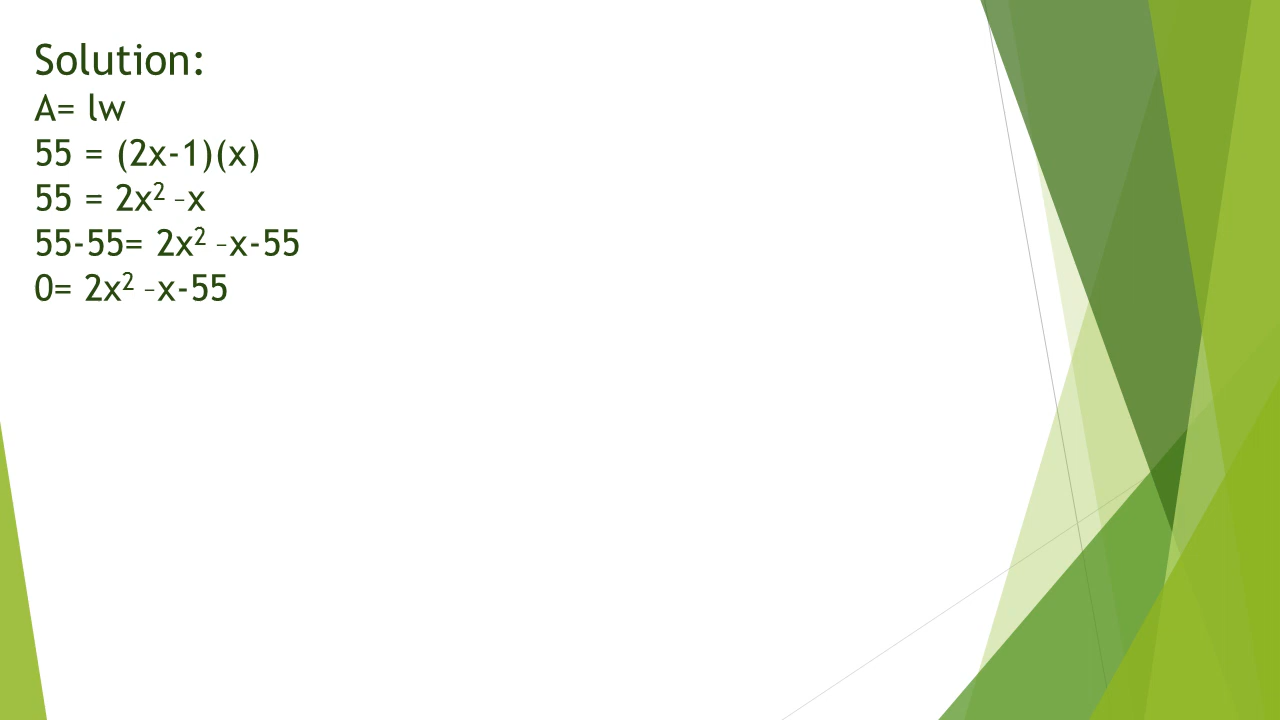 Solution:
A= lw
55 = (2x-1)(x)
55 = 2x² –x
55-55= 2x² –x-55
0= 2x² –x-55